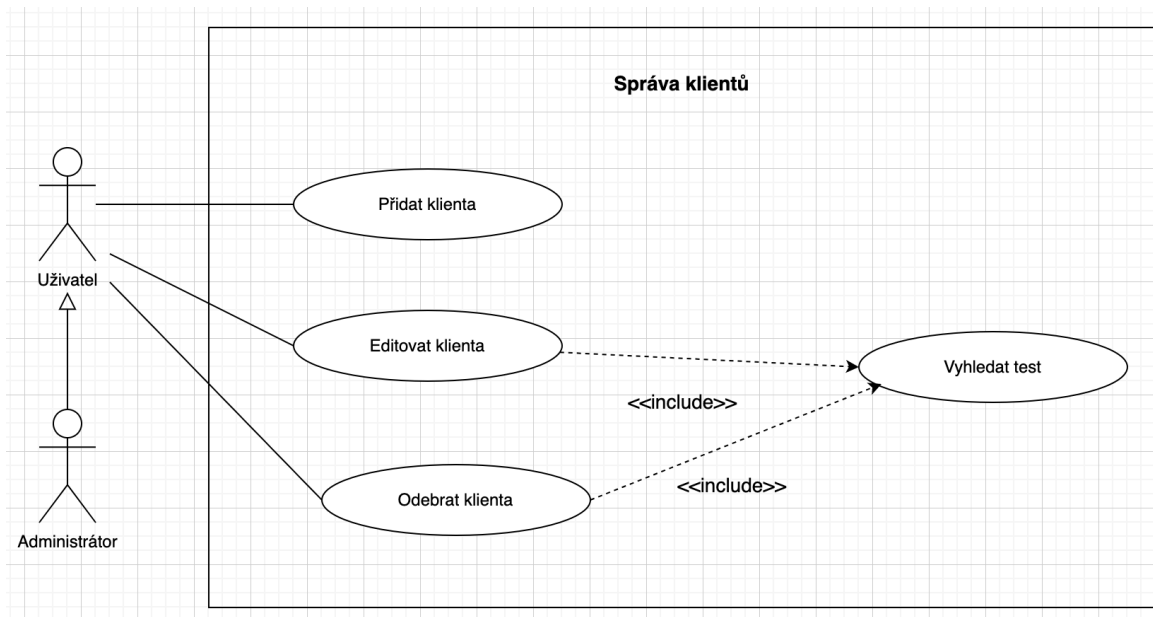 Správa klientů
Přidat klienta
Uživatel
Editovat klienta
Vyhledat test
<<include>>
<<include>>
Odebrat klienta
Administrátor